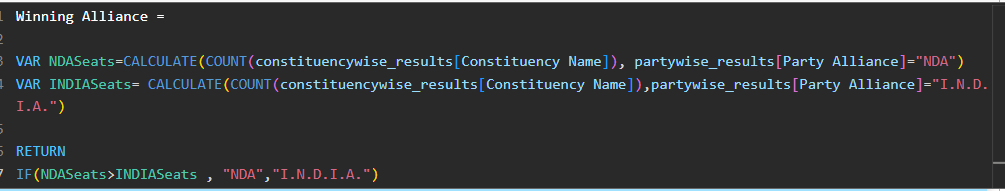 1 Winning Alliance =
2
3 VAR NDASeats=CALCULATE(COUNT(constituencywise_results[Constituency Name]), partywise_results[Party Alliance]="NDA")
4 VAR INDIASeats= CALCULATE(COUNT(constituencywise_results[Constituency Name]),partywise_results[Party Alliance]="I.N.D.
I.A.")
5
6 RETURN
7 IF(NDASeats>INDIASeats , "NDA","I.N.D.I.A.")